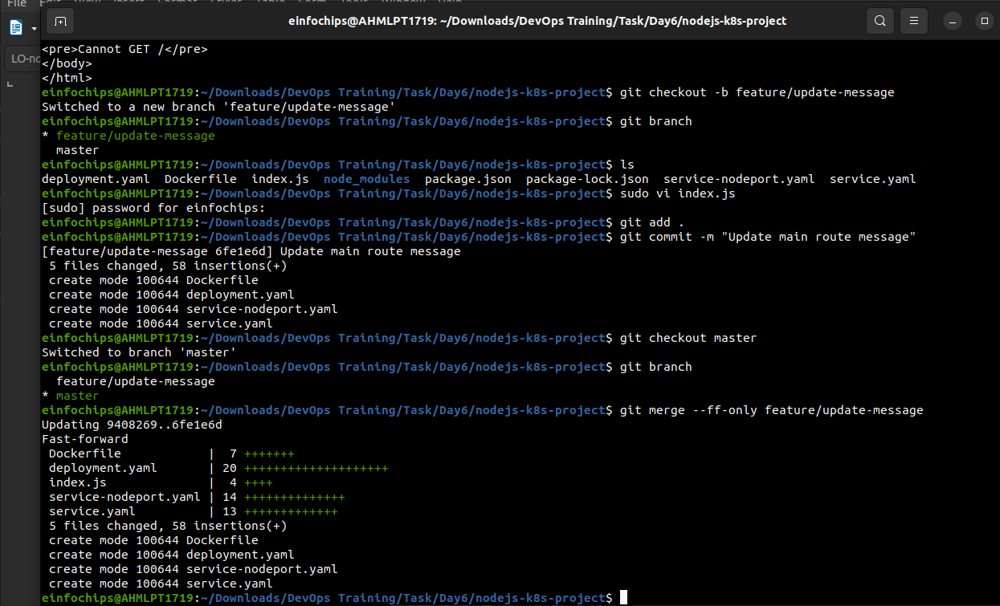 File
einfochips@AHMLPT1719: ~/Downloads/DevOps Training/Task/Day6/nodejs-k8s-project
<pre>Cannot GET /</pre>
</body>
</html>
einfochips@AHMLPT1719:~/Downloads/DevOps Training/Task/Day6/nodejs-k8s-project$ git checkout -b feature/update-message
Switched to a new branch 'feature/update-message'
einfochips@AHMLPT1719:~/Downloads/DevOps Training/Task/Day6/nodejs-k8s-project$ git branch
* feature/update-message
  master
einfochips@AHMLPT1719:~/Downloads/DevOps Training/Task/Day6/nodejs-k8s-project$ ls
deployment.yaml  Dockerfile  index.js  node_modules  package.json  package-lock.json  service-nodeport.yaml  service.yaml
einfochips@AHMLPT1719:~/Downloads/DevOps Training/Task/Day6/nodejs-k8s-project$ sudo vi index.js
[sudo] password for einfochips:
einfochips@AHMLPT1719:~/Downloads/DevOps Training/Task/Day6/nodejs-k8s-project$ git add .
einfochips@AHMLPT1719:~/Downloads/DevOps Training/Task/Day6/nodejs-k8s-project$ git commit -m "Update main route message"
[feature/update-message 6fe1e6d] Update main route message
 5 files changed, 58 insertions(+)
 create mode 100644 Dockerfile
 create mode 100644 deployment.yaml
 create mode 100644 service-nodeport.yaml
 create mode 100644 service.yaml
einfochips@AHMLPT1719:~/Downloads/DevOps Training/Task/Day6/nodejs-k8s-project$ git checkout master
Switched to branch 'master'
einfochips@AHMLPT1719:~/Downloads/DevOps Training/Task/Day6/nodejs-k8s-project$ git branch
  feature/update-message
* master
einfochips@AHMLPT1719:~/Downloads/DevOps Training/Task/Day6/nodejs-k8s-project$ git merge --ff-only feature/update-message
Updating 9408269..6fe1e6d
Fast-forward
 Dockerfile            |  7 +++++++
 deployment.yaml       | 20 ++++++++++++++++++++
 index.js              |  4 ++++
 service-nodeport.yaml | 14 ++++++++++++++
 service.yaml          | 13 +++++++++++++
 5 files changed, 58 insertions(+)
 create mode 100644 Dockerfile
 create mode 100644 deployment.yaml
 create mode 100644 service-nodeport.yaml
 create mode 100644 service.yaml
einfochips@AHMLPT1719:~/Downloads/DevOps Training/Task/Day6/nodejs-k8s-project$